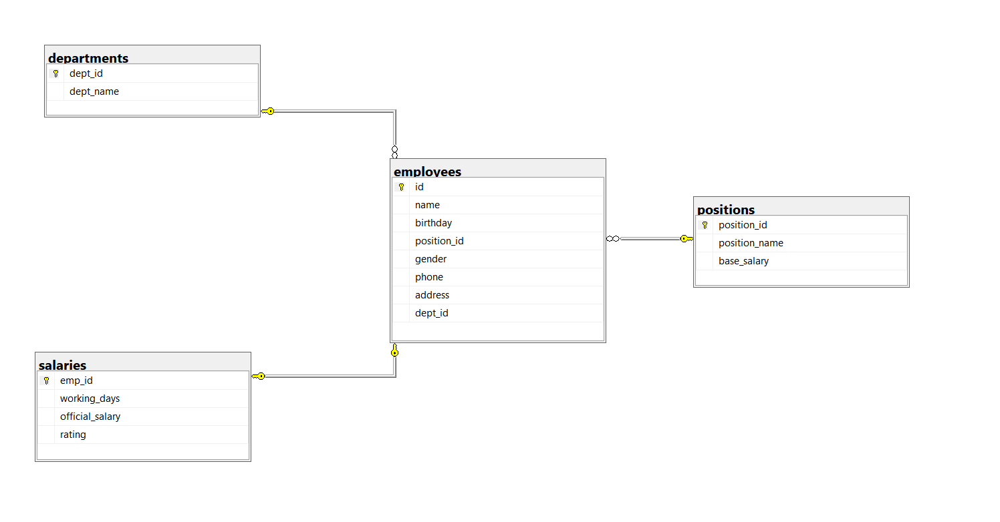 departments
dept_id
dept_name
employees
id
name
birthday
position_id
gender
phone
address
dept_id
positions
position_id
position_name
base_salary
salaries
emp_id
working_days
official_salary
rating